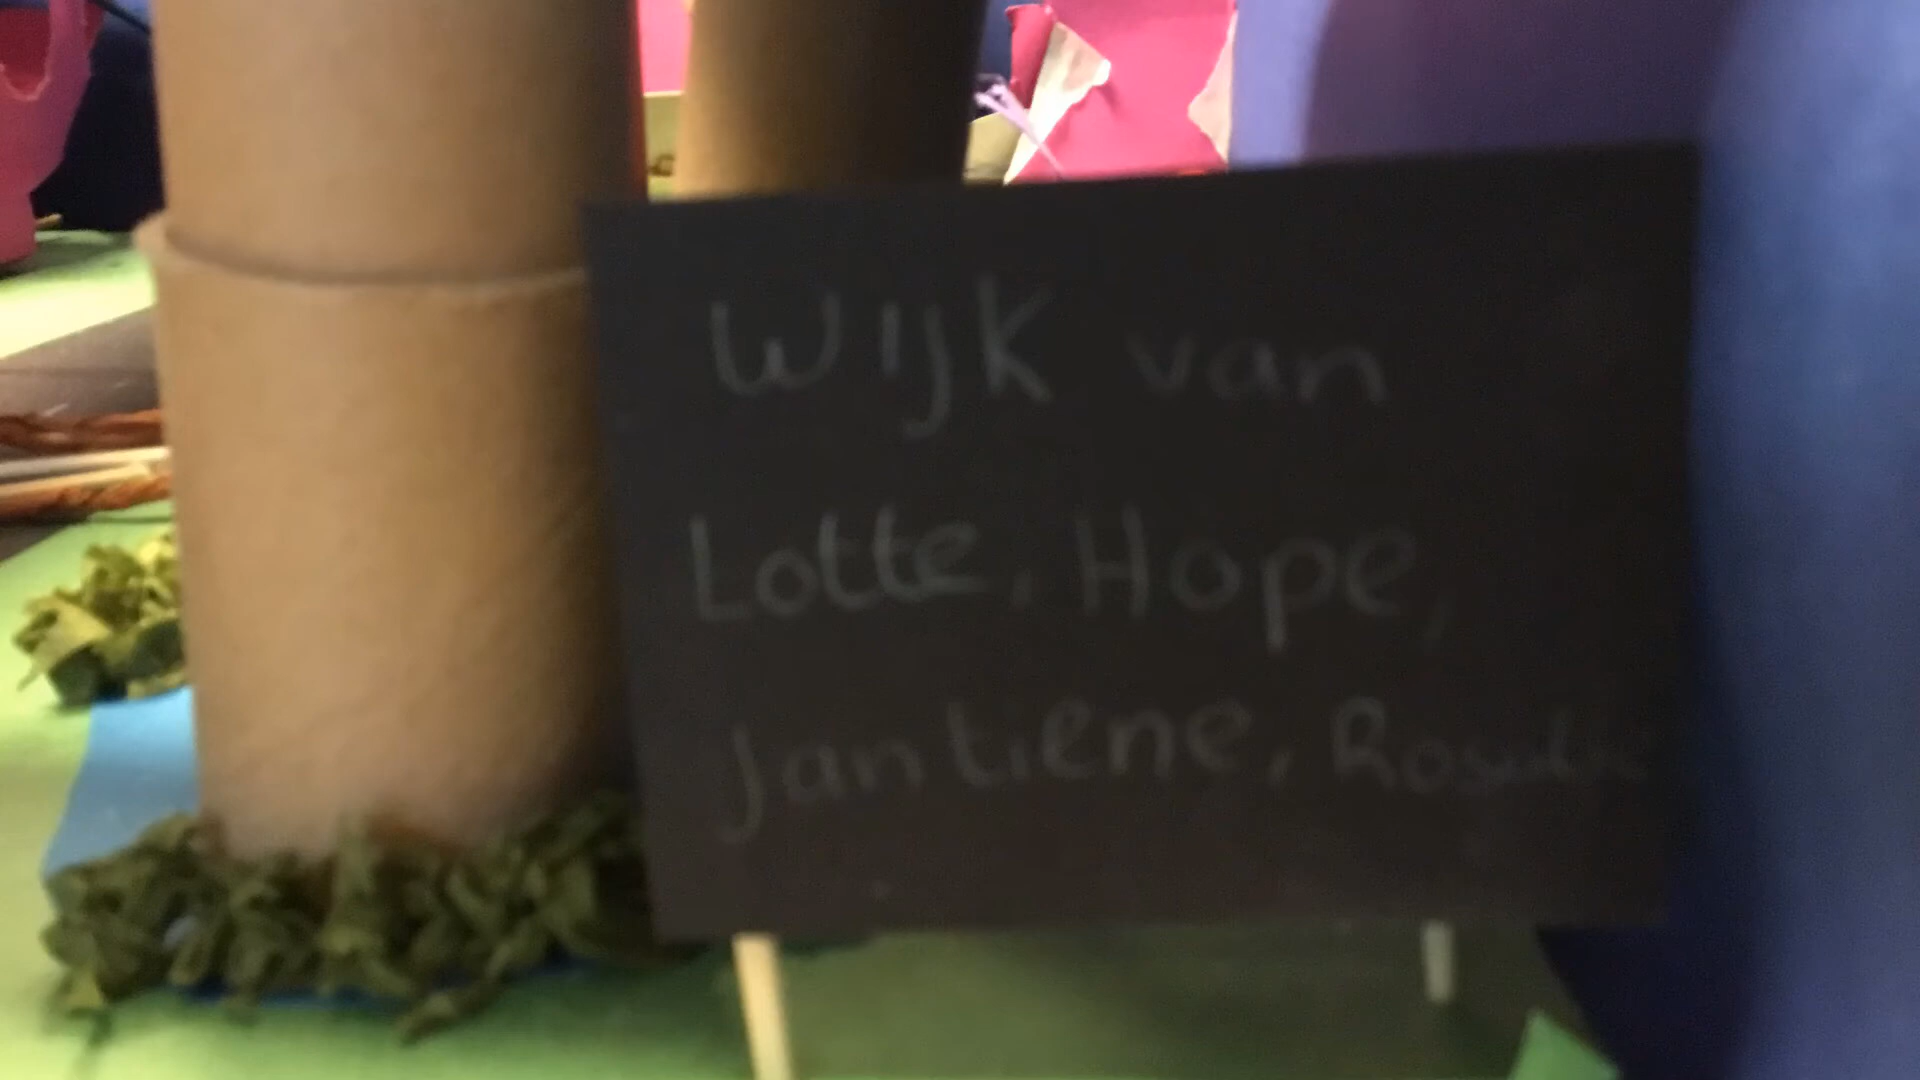 Wijk van
Lotte, Hope,
Jantiene,